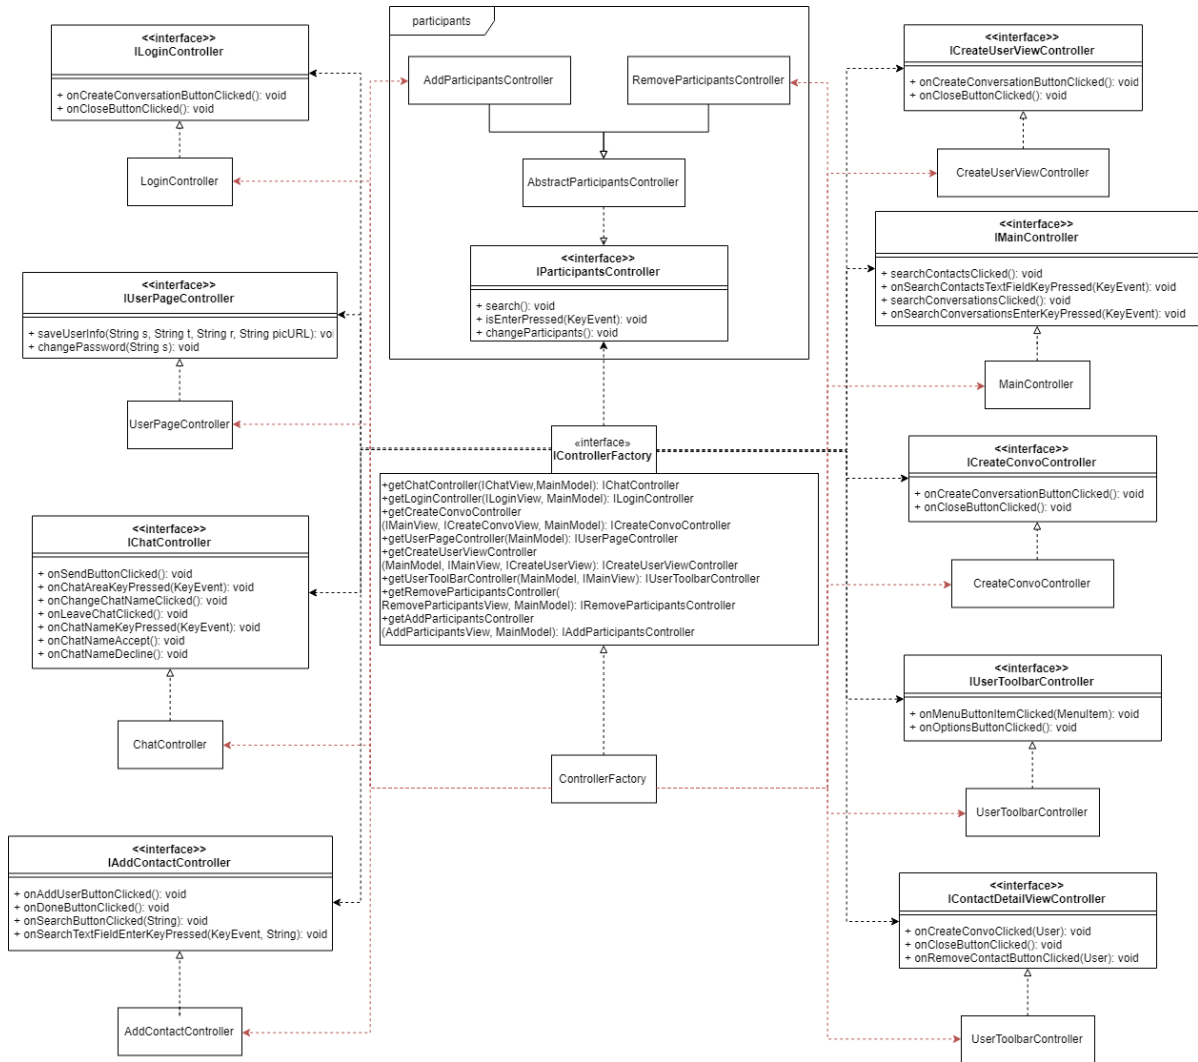 participants
<<interface>>
ILoginController
+ onCreateConversationButtonClicked(): void
+ onCloseButtonClicked(): void
LoginController
AddParticipantsController
RemoveParticipantsController
AbstractParticipantsController
<<interface>>
IParticipantsController
+ search(): void
+ isEnterPressed(KeyEvent): void
+ changeParticipants(): void
<<interface>>
ICreateUserViewController
+ onCreateConversationButtonClicked(): void
+ onCloseButtonClicked(): void
CreateUserViewController
<<interface>>
IMainController
+ searchContactsClicked(): void
+ onSearchContactsTextFieldKeyPressed(KeyEvent): void
+ searchConversationsClicked(): void
+ onSearchConversationsEnterKeyPressed(KeyEvent): void
MainController
<<interface>>
IUserPageController
+ saveUserInfo(String s, String t, String r, String picURL): voi
+ changePassword(String s): void
UserPageController
«interface»
IControllerFactory
+getChatController(IChatView,MainModel): IChatController
+getLoginController(ILoginView, MainModel): ILoginController
+getCreateConvoController
(IMainView, ICreateConvoView, MainModel): ICreateConvoController
+getUserPageController(MainModel): IUserPageController
+getCreateUserViewController
(MainModel, IMainView, ICreateUserView): ICreateUserViewController
+getUserToolBarController(MainModel, IMainView): IUserToolbarController
+getRemoveParticipantsController(
RemoveParticipantsView, MainModel): IRemoveParticipantsController
+getAddParticipantsController
(AddParticipantsView, MainModel): IAddParticipantsController
ControllerFactory
<<interface>>
ICreateConvoController
+ onCreateConversationButtonClicked(): void
+ onCloseButtonClicked(): void
CreateConvoController
<<interface>>
IChatController
+ onSendButtonClicked(): void
+ onChatAreaKeyPressed(KeyEvent): void
+ onChangeChatNameClicked(): void
+ onLeaveChatClicked(): void
+ onChatNameKeyPressed(KeyEvent): void
+ onChatNameAccept(): void
+ onChatNameDecline(): void
ChatController
<<interface>>
IUserToolbarController
+ onMenuButtonItemClicked(MenuItem): void
+ onOptionsButtonClicked(): void
UserToolbarController
<<interface>>
IAddContactController
+ onAddUserButtonClicked(): void
+ onDoneButtonClicked(): void
+ onSearchButtonClicked(String): void
+ onSearchTextFieldEnterKeyPressed(KeyEvent, String): void
AddContactController
<<interface>>
IContactDetailViewController
+ onCreateConvoClicked(User): void
+ onCloseButtonClicked(): void
+ onRemoveContactButtonClicked(User): void
UserToolbarController